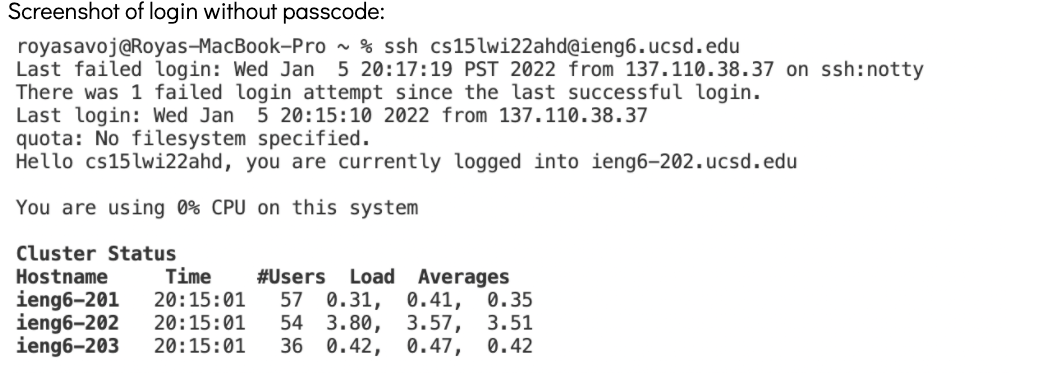 Screenshot of login without passcode:
royasavoj@Royas-MacBook-Pro ~ % ssh cs15lwi22ahd@ieng6.ucsd.edu
Last failed login: Wed Jan  5 20:17:19 PST 2022 from 137.110.38.37 on ssh:notty
There was 1 failed login attempt since the last successful login.
Last login: Wed Jan  5 20:15:10 2022 from 137.110.38.37
quota: No filesystem specified.
Hello cs15lwi22ahd, you are currently logged into ieng6-202.ucsd.edu
You are using 0% CPU on this system
Cluster Status
Hostname     Time    #Users  Load  Averages
ieng6-201   20:15:01   57  0.31,  0.41,  0.35
ieng6-202   20:15:01   54  3.80,  3.57,  3.51
ieng6-203   20:15:01   36  0.42,  0.47,  0.42